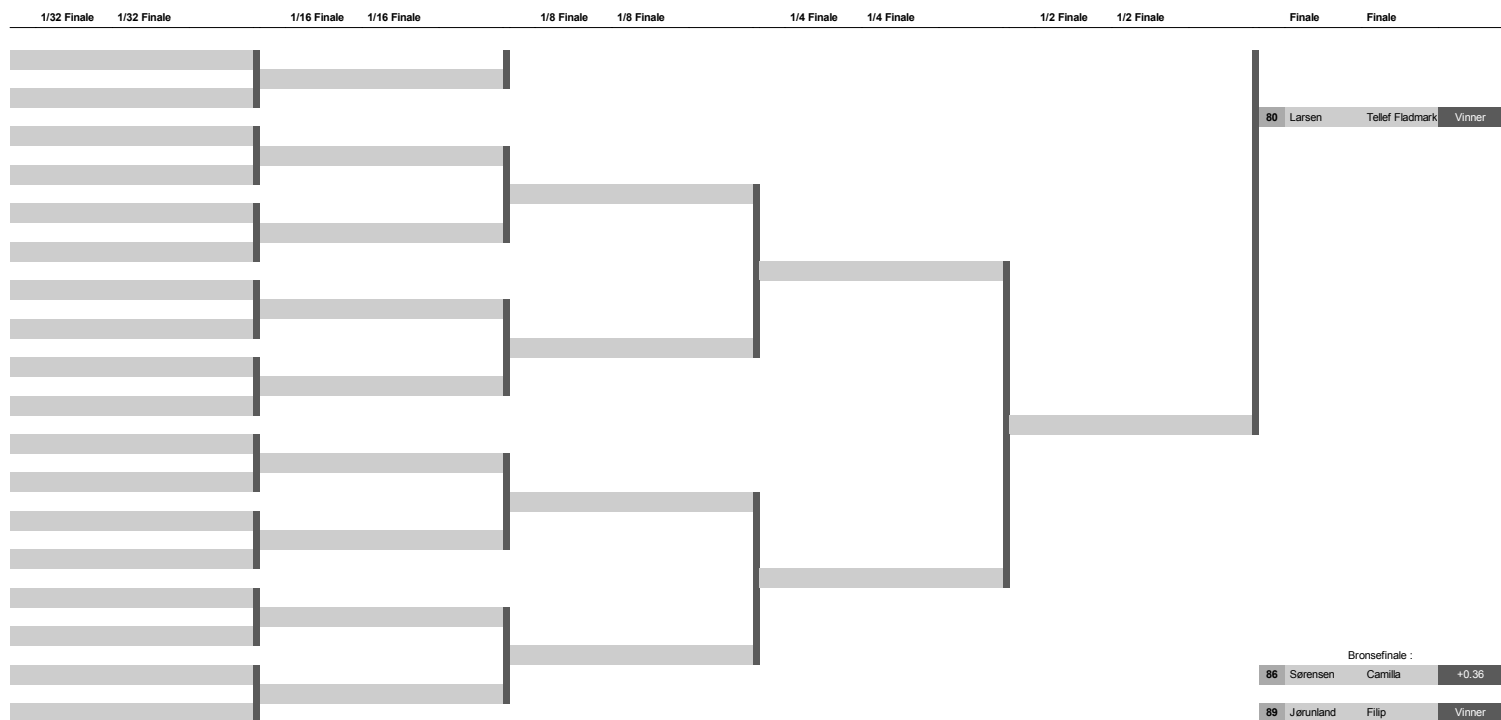 1/32 Finale 1/32 Finale 1/16 Finale 1/16 Finale 1/8 Finale 1/8 Finale 1/4 Finale 1/4 Finale 1/2 Finale 1/2 Finale Finale Finale
80 Larsen Tellef Fladmark Vinner
Bronsefinale :
86 Sørensen Camilla +0.36
89 Jørunland Filip Vinner